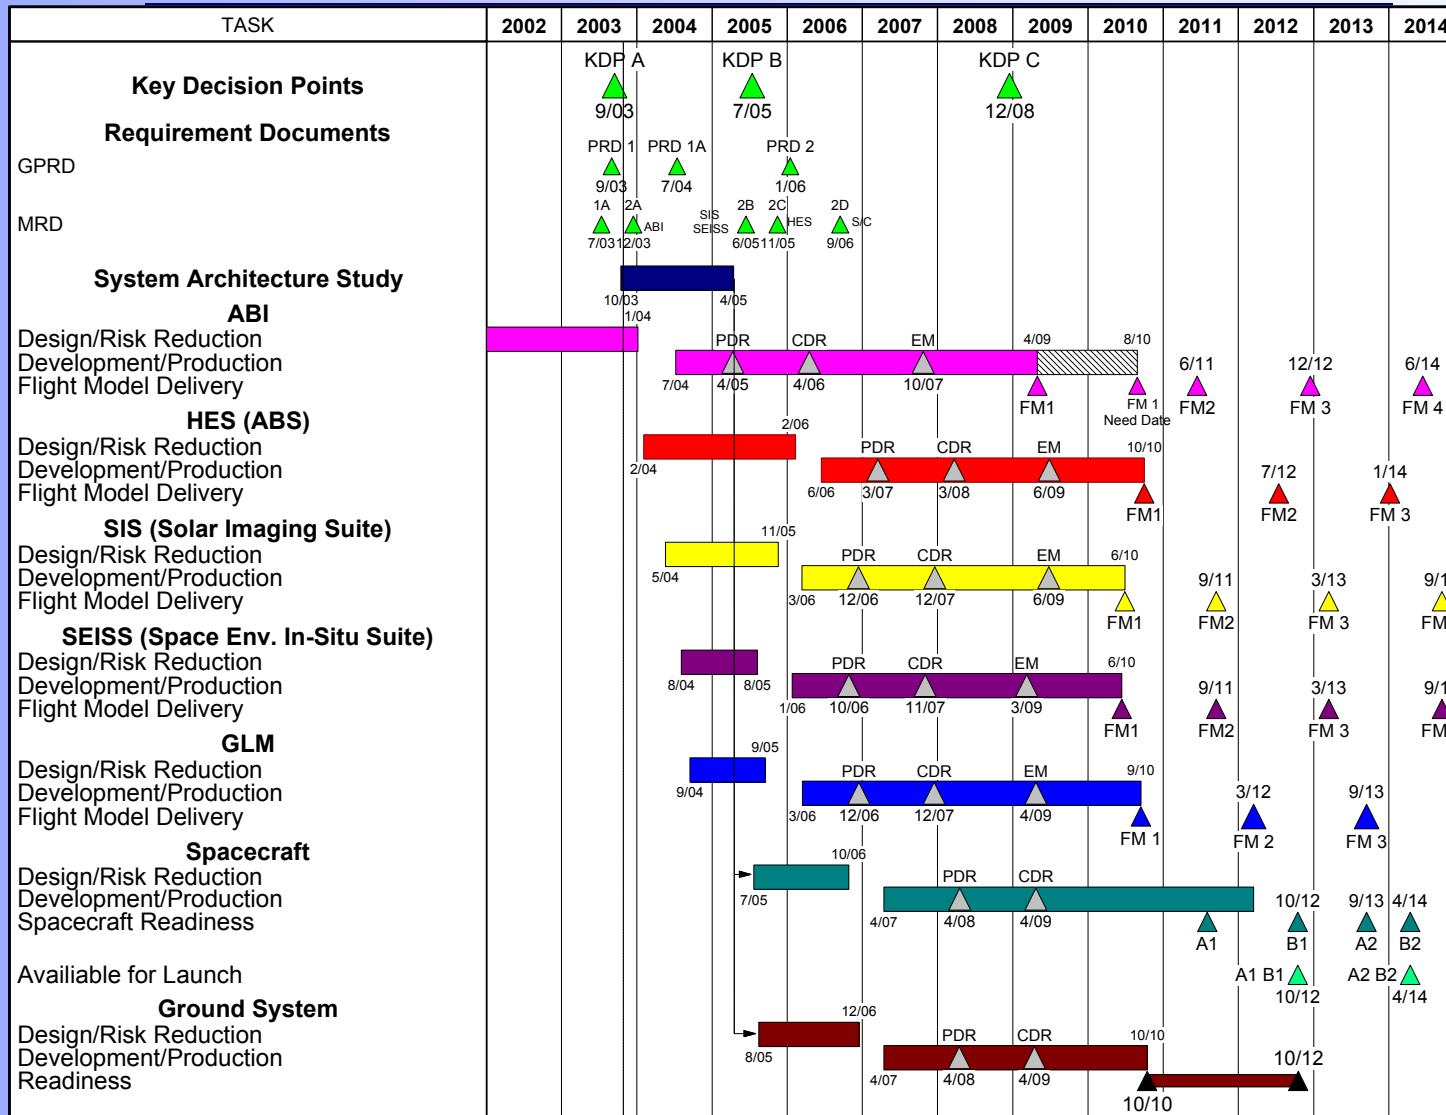 TASK 2002 2003 2004 2005 2006 2007 2008 2009 2010 2011 2012 2013 2014
KDP A KDP B KDP C
Key Decision Points
9/03 7/05 12/08
Requirement Documents
PRD 1 PRD 1A PRD 2
GPRD
9/03 7/04 1/06
1A 2A 2B 2C 2D
MRD ABI SIS SEISS HES S/C
7/03 12/03 6/05 11/05 9/06
System Architecture Study
10/03 4/05
ABI
1/04
Design/Risk Reduction
PDR CDR EM 4/09 8/10
Development/Production
7/04 4/05 4/06 10/07 6/11 12/12 6/14
Flight Model Delivery
FM1 FM 1 Need Date FM2 FM 3 FM 4
HES (ABS)
2/06
Design/Risk Reduction
2/04 PDR CDR EM 10/10
Development/Production
6/06 3/07 3/08 6/09 7/12 1/14
Flight Model Delivery
FM1 FM2 FM 3
SIS (Solar Imaging Suite)
11/05
Design/Risk Reduction
5/04 PDR CDR EM 6/10
Development/Production
3/06 12/06 12/07 6/09 9/11 3/13 9/1
Flight Model Delivery
FM1 FM2 FM 3 FM
SEISS (Space Env. In-Situ Suite)
Design/Risk Reduction
8/04 8/05 PDR CDR EM 6/10
Development/Production
1/06 10/06 11/07 3/09 9/11 3/13 9/1
Flight Model Delivery
FM1 FM2 FM 3 FM
GLM
9/05
Design/Risk Reduction
9/04 PDR CDR EM 9/10
Development/Production
3/06 12/06 12/07 4/09 3/12 9/13
Flight Model Delivery
FM 1 FM 2 FM 3
Spacecraft
10/06
Design/Risk Reduction
7/05 PDR CDR
Development/Production
4/07 4/08 4/09 10/12 9/13 4/14
Spacecraft Readiness
A1 B1 A2 B2
Availiable for Launch A1 B1 A2 B2
10/12 4/14
Ground System
12/06
Design/Risk Reduction
8/05 PDR CDR 10/10
Development/Production
4/07 4/08 4/09 10/12
Readiness
10/10